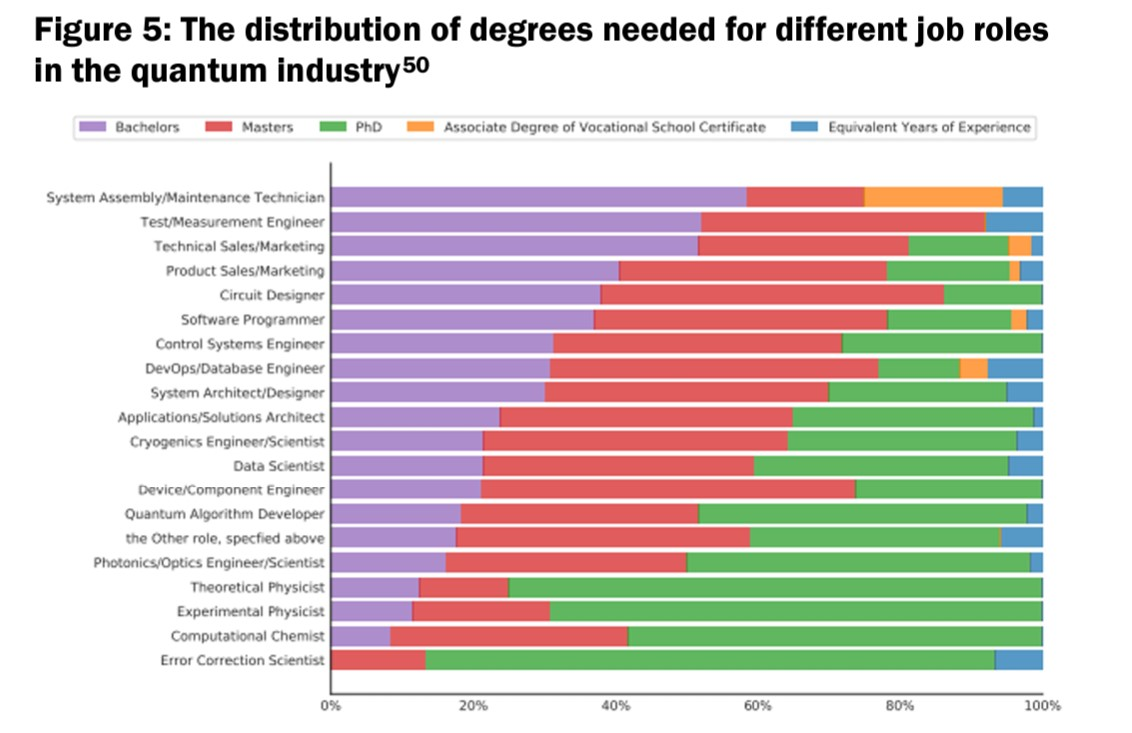 Figure 5: The distribution of degrees needed for different job roles
in the quantum industry⁵⁰
Bachelors Masters PhD Associate Degree of Vocational School Certificate Equivalent Years of Experience
System Assembly/Maintenance Technician
Test/Measurement Engineer
Technical Sales/Marketing
Product Sales/Marketing
Circuit Designer
Software Programmer
Control Systems Engineer
DevOps/Database Engineer
System Architect/Designer
Applications/Solutions Architect
Cryogenics Engineer/Scientist
Data Scientist
Device/Component Engineer
Quantum Algorithm Developer
the Other role, specfied above
Photonics/Optics Engineer/Scientist
Theoretical Physicist
Experimental Physicist
Computational Chemist
Error Correction Scientist
0% 20% 40% 60% 80% 100%